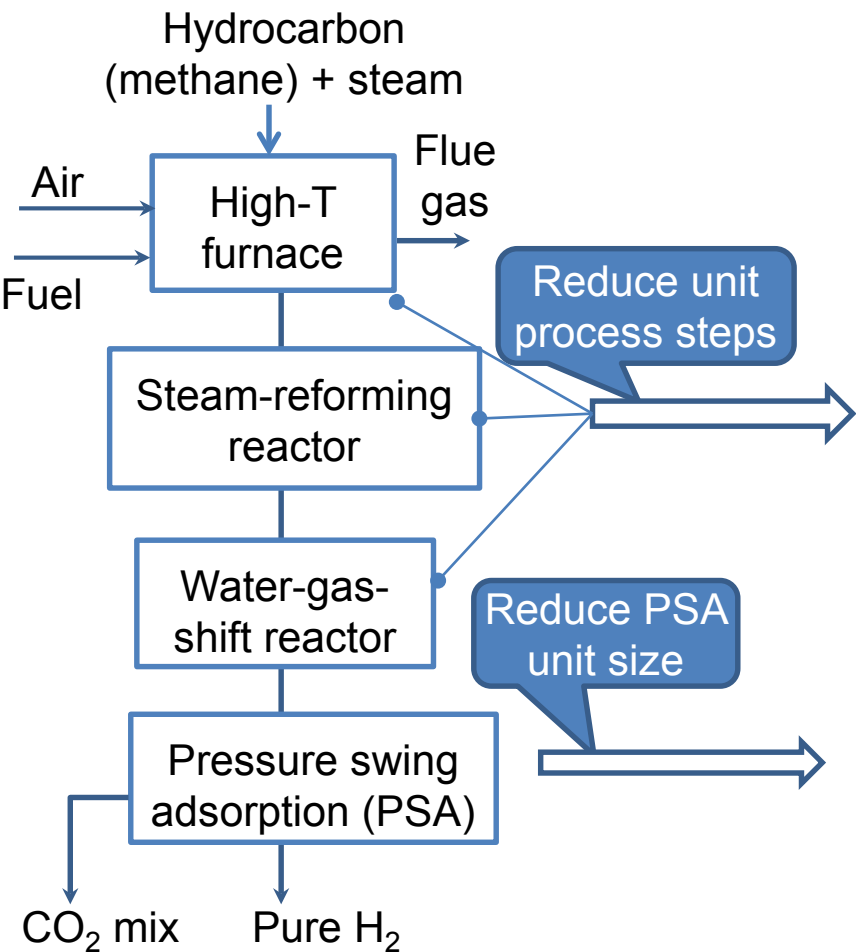 Hydrocarbon
(methane) + steam
Air
Fuel
High-T
furnace
Flue
gas
Reduce unit
process steps
Steam-reforming
reactor
Water-gas-
shift reactor
Reduce PSA
unit size
Pressure swing
adsorption (PSA)
CO₂ mix
Pure H₂